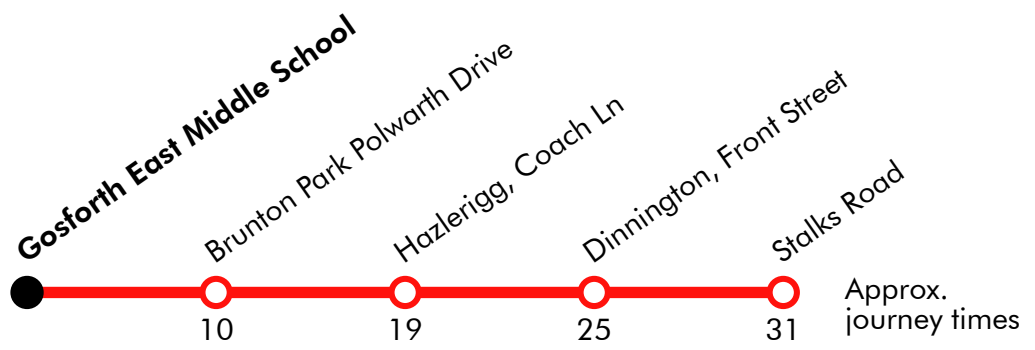 Gosforth East Middle School
Brunton Park Polwarth Drive
Hazlerigg, Coach Ln
Dinnington, Front Street
Stalks Road
10
19
25
31
Approx.
journey times